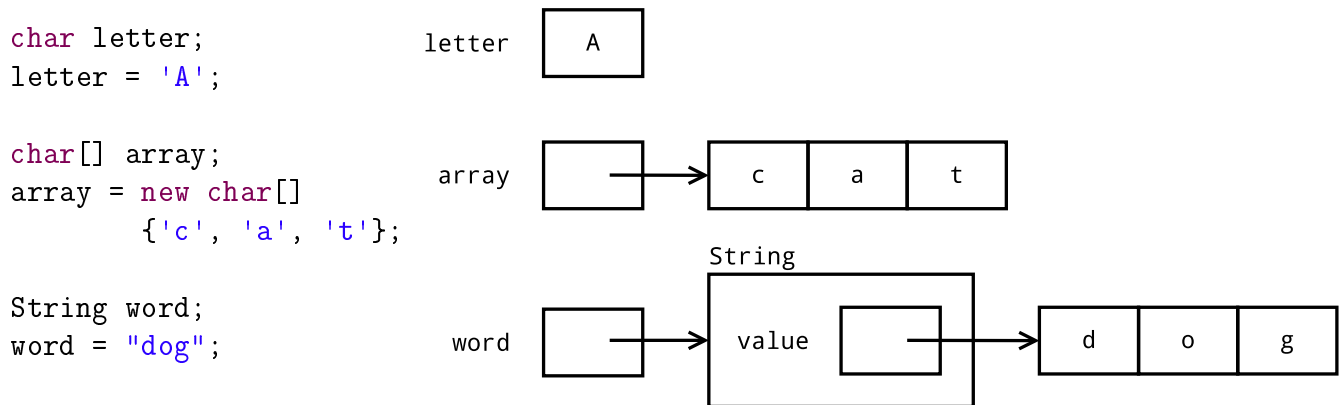 char letter;
letter = 'A';
letter A
char[] array;
array = new char[]
{'c', 'a', 't'};
array c a t
String word;
word = "dog";
String
word value d o g